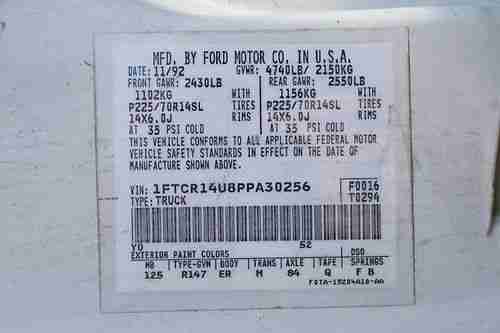 MFD. BY FORD MOTOR CO. IN U.S.A.
DATE: 11/92 GVWR: 4740LB/ 2150KG
FRONT GAWR: 2430LB REAR GAWR: 2550LB
1102KG WITH 1156KG WITH
P225/70R14SL TIRES P225/70R14SL TIRES
14X6.0J RIMS 14X6.0J RIMS
AT 35 PSI COLD AT 35 PSI COLD
THIS VEHICLE CONFORMS TO ALL APPLICABLE FEDERAL MOTOR
VEHICLE SAFETY STANDARDS IN EFFECT ON THE DATE OF
MANUFACTURE SHOWN ABOVE.
VIN: 1FTCR14U8PPA30256 F0016
TYPE: TRUCK T0294
YO 52
EXTERIOR PAINT COLORS DSO
WB TYPE-GVW BODY TRANS AXLE TAPE SPRINGS
125 R147 ER M 84 Q F B